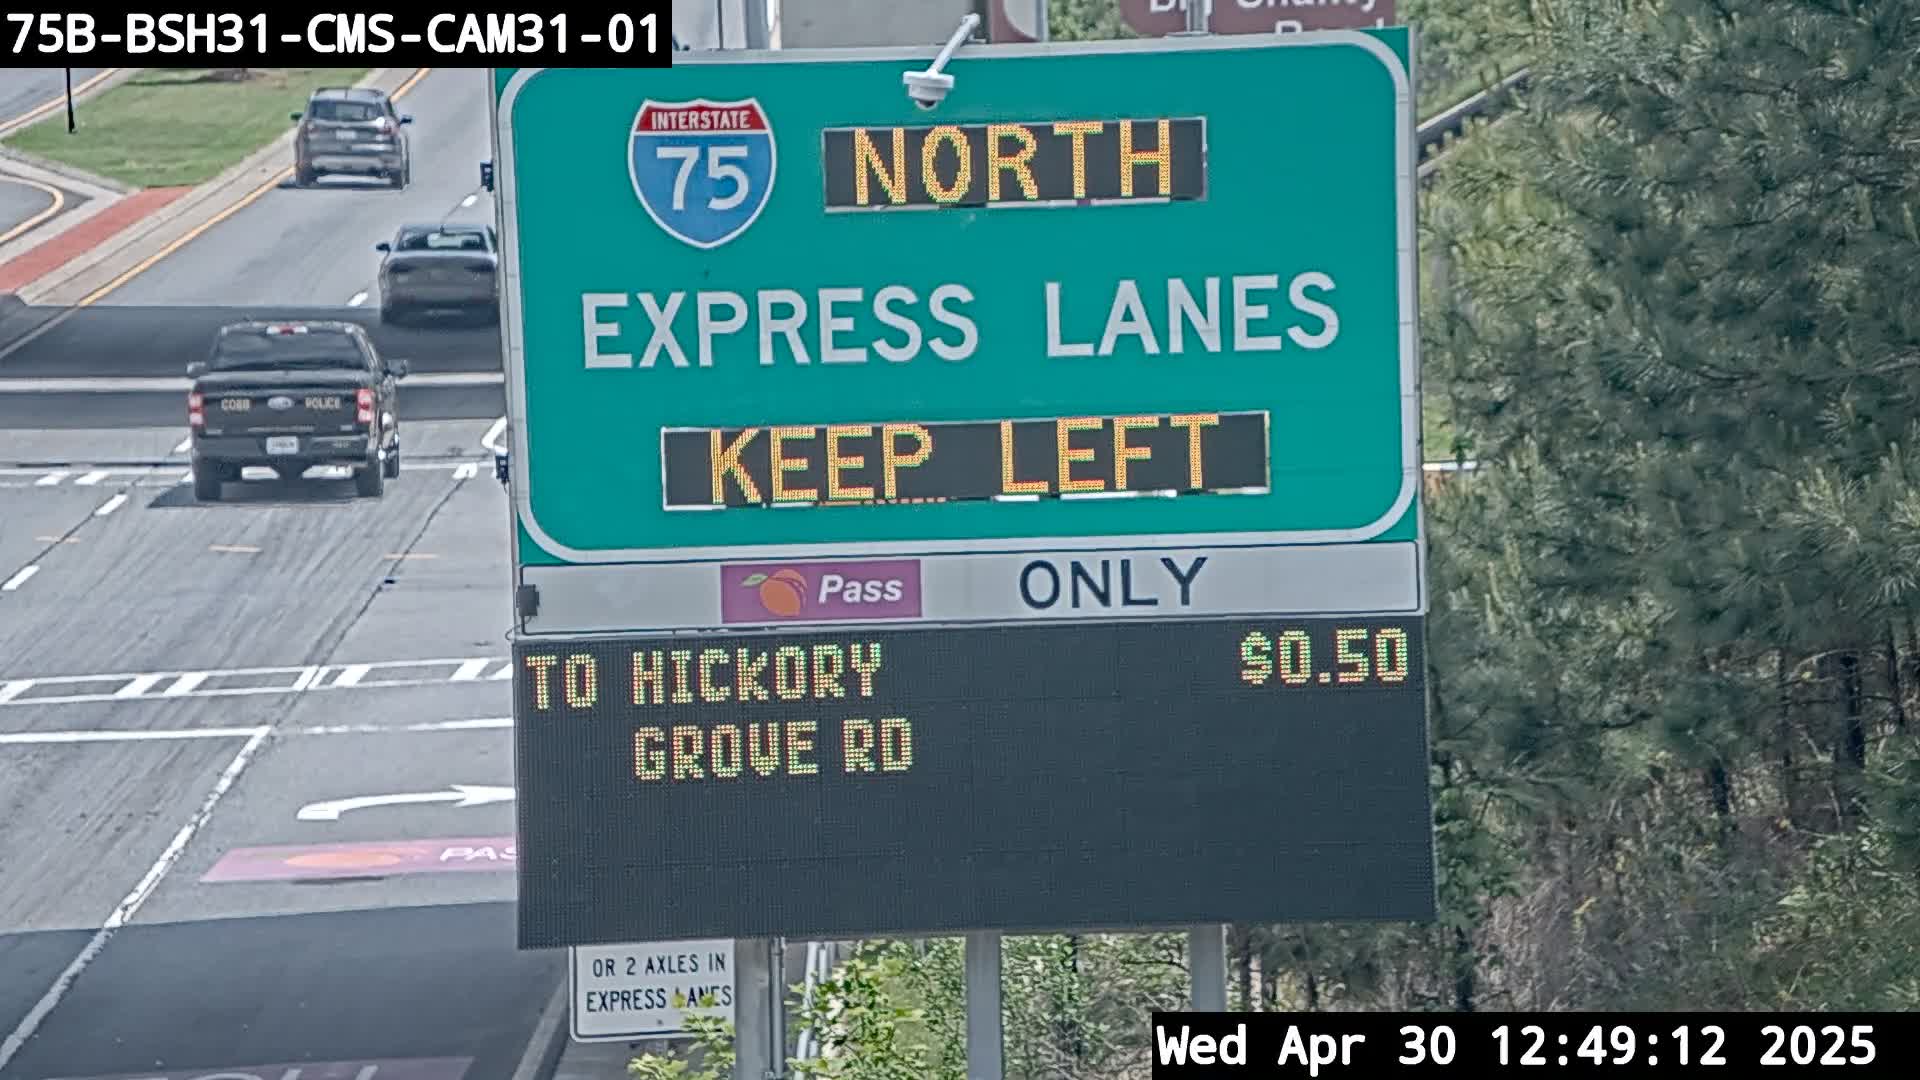 75B-BSH31-CMS-CAM31-01
INTERSTATE
75
NORTH
EXPRESS LANES
KEEP LEFT
Pass ONLY
TO HICKORY $0.50
GROVE RD
COBB POLICE
OR 2 AXLES IN
EXPRESS LANES
Wed Apr 30 12:49:12 2025